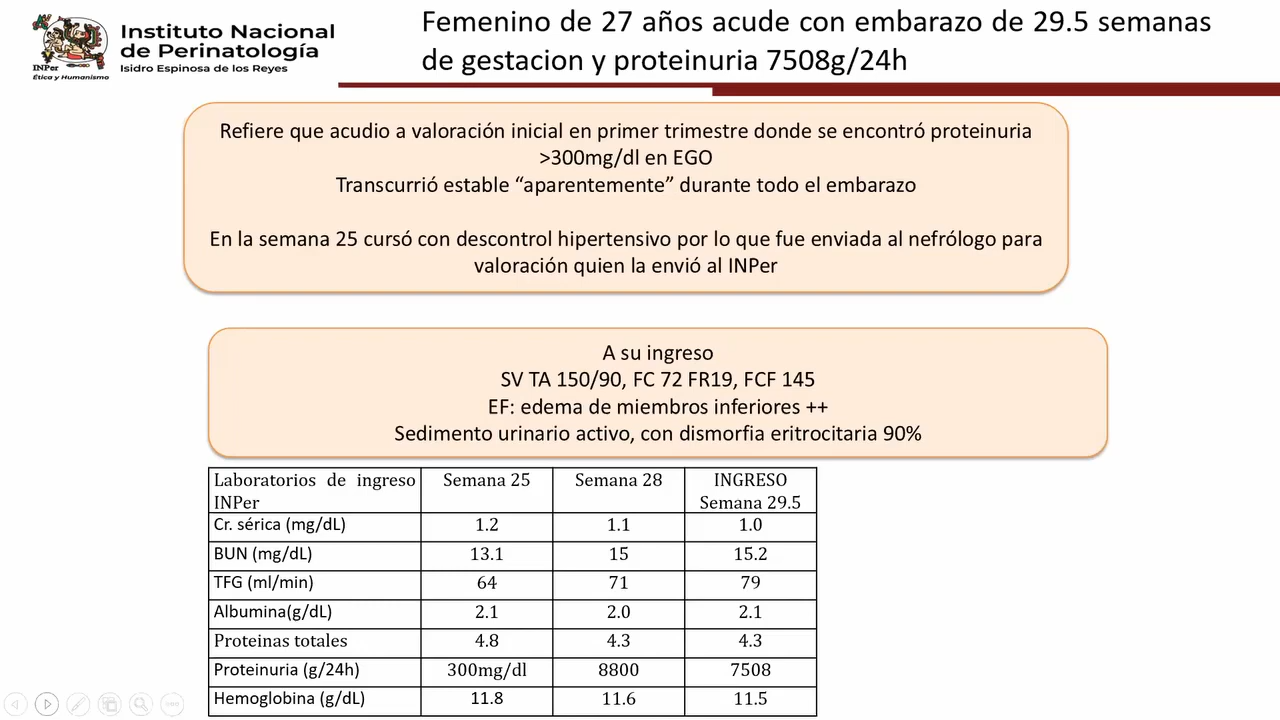 Instituto Nacional
de Perinatología
Isidro Espinosa de los Reyes
INPer
Ética y Humanismo
Femenino de 27 años acude con embarazo de 29.5 semanas
de gestacion y proteinuria 7508g/24h
Refiere que acudio a valoración inicial en primer trimestre donde se encontró proteinuria
>300mg/dl en EGO
Transcurrió estable “aparentemente” durante todo el embarazo
En la semana 25 cursó con descontrol hipertensivo por lo que fue enviada al nefrólogo para
valoración quien la envió al INPer
A su ingreso
SV TA 150/90, FC 72 FR19, FCF 145
EF: edema de miembros inferiores ++
Sedimento urinario activo, con dismorfia eritrocitaria 90%
Laboratorios de ingreso INPer Semana 25 Semana 28 INGRESO Semana 29.5
Cr. sérica (mg/dL) 1.2 1.1 1.0
BUN (mg/dL) 13.1 15 15.2
TFG (ml/min) 64 71 79
Albumina(g/dL) 2.1 2.0 2.1
Proteinas totales 4.8 4.3 4.3
Proteinuria (g/24h) 300mg/dl 8800 7508
Hemoglobina (g/dL) 11.8 11.6 11.5